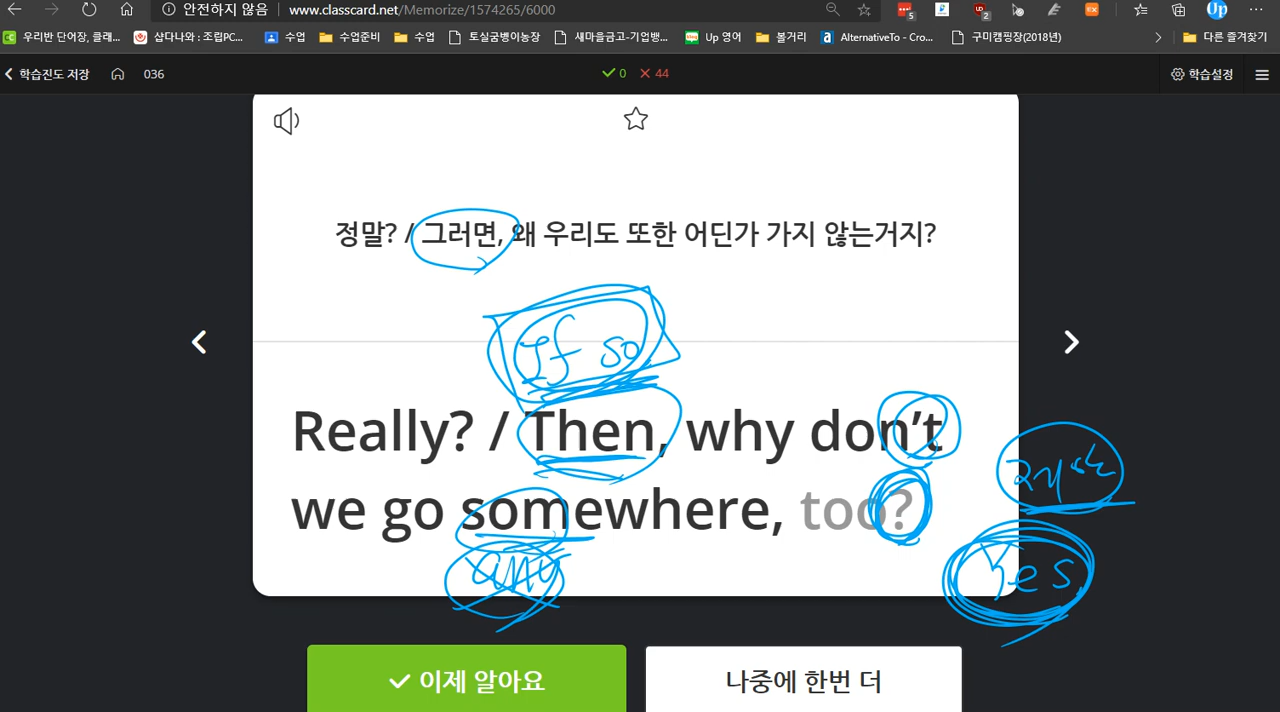 안전하지 않음 www.classcard.net/Memorize/1574265/6000
우리반 단어장, 클래... 샵다나와 : 조립PC... 수업 수업준비 수업 토실굼벵이농장 새마을금고-기업뱅... Up 영어 볼거리 AlternativeTo - Cro... 구미캠핑장(2018년) 다른 즐겨찾기
학습진도 저장 036 0 44 학습설정
정말? / 그러면, 왜 우리도 또한 어딘가 가지 않는거지?
If so
Really? / Then, why don't
we go somewhere, too?
any
Yes
이제 알아요 나중에 한번 더